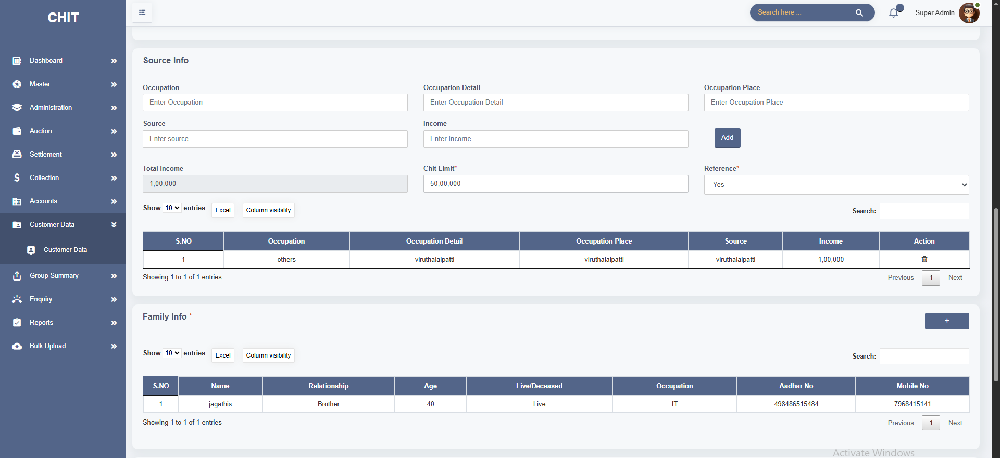 CHIT
Search here ...
Super Admin
Dashboard
Master
Administration
Auction
Settlement
Collection
Accounts
Customer Data
Customer Data
Group Summary
Enquiry
Reports
Bulk Upload
Source Info
Occupation Occupation Detail Occupation Place
Enter Occupation Enter Occupation Detail Enter Occupation Place
Source Income
Enter source Enter Income Add
Total Income Chit Limit* Reference*
1,00,000 50,00,000 Yes
Show 10 entries Excel Column visibility Search:
S.NO Occupation Occupation Detail Occupation Place Source Income Action
1 others viruthalaipatti viruthalaipatti viruthalaipatti 1,00,000
Showing 1 to 1 of 1 entries Previous 1 Next
Family Info *
+
Show 10 entries Excel Column visibility Search:
S.NO Name Relationship Age Live/Deceased Occupation Aadhar No Mobile No
1 jagathis Brother 40 Live IT 498486515484 7968415141
Showing 1 to 1 of 1 entries Previous 1 Next
Activate Windows